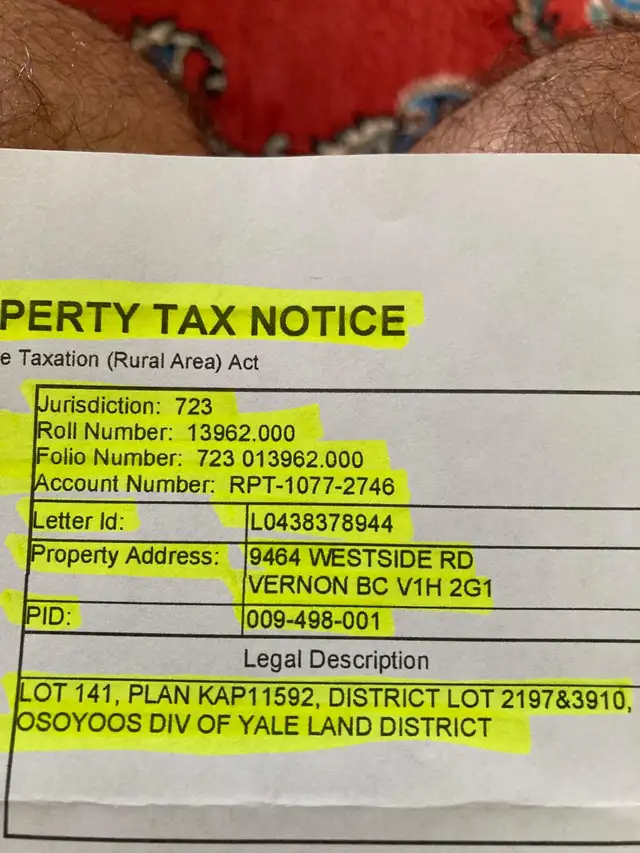 PERTY TAX NOTICE
e Taxation (Rural Area) Act
Jurisdiction: 723
Roll Number: 13962.000
Folio Number: 723 013962.000
Account Number: RPT-1077-2746
Letter Id: L0438378944
Property Address: 9464 WESTSIDE RD
VERNON BC V1H 2G1
PID: 009-498-001
Legal Description
LOT 141, PLAN KAP11592, DISTRICT LOT 2197&3910,
OSOYOOS DIV OF YALE LAND DISTRICT